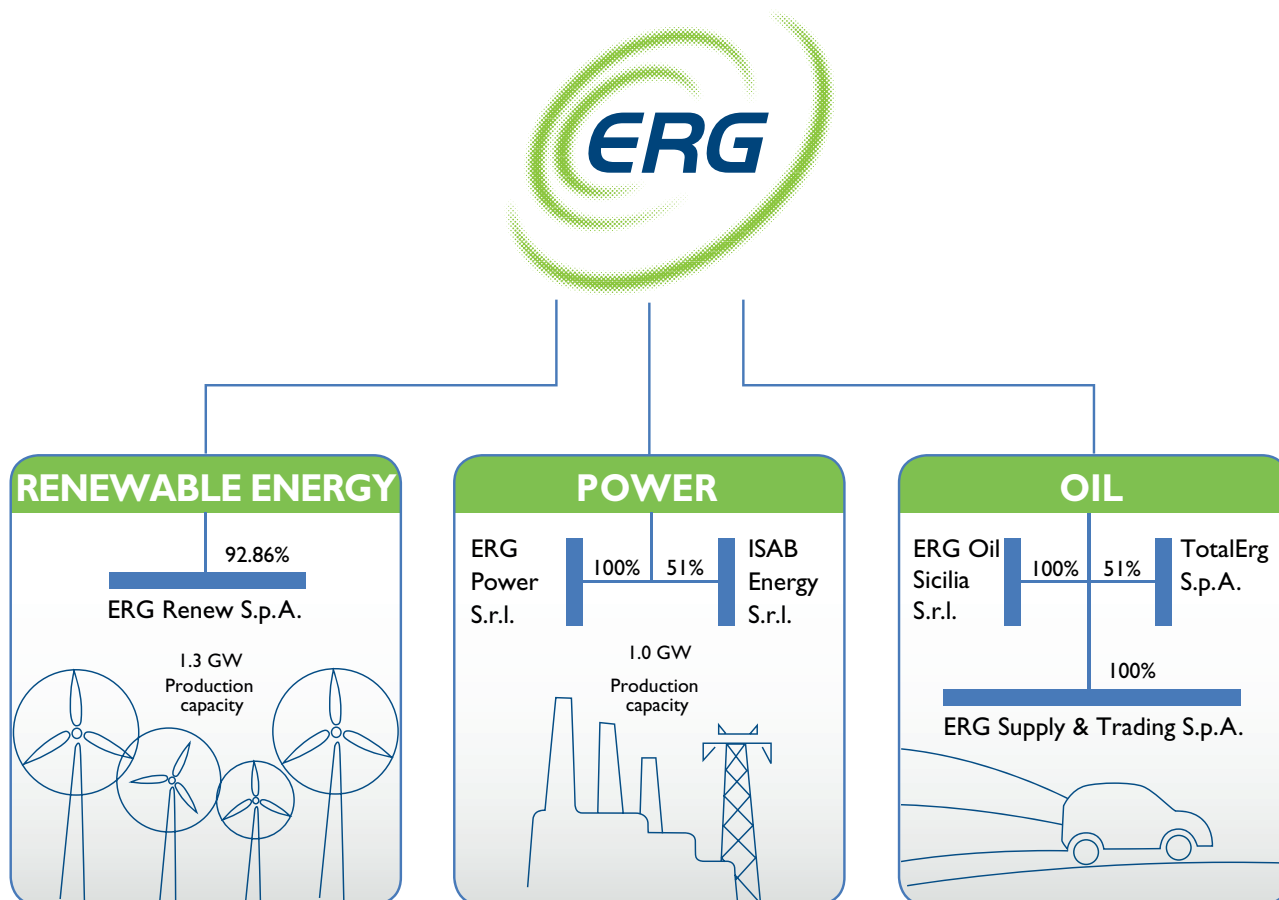 ERG
RENEWABLE ENERGY
92.86%
ERG Renew S.p.A.
1.3 GW
Production
capacity
POWER
ERG
Power
S.r.l.
100%
51%
ISAB
Energy
S.r.l.
1.0 GW
Production
capacity
OIL
ERG Oil
Sicilia
S.r.l.
100%
51%
TotalErg
S.p.A.
100%
ERG Supply & Trading S.p.A.